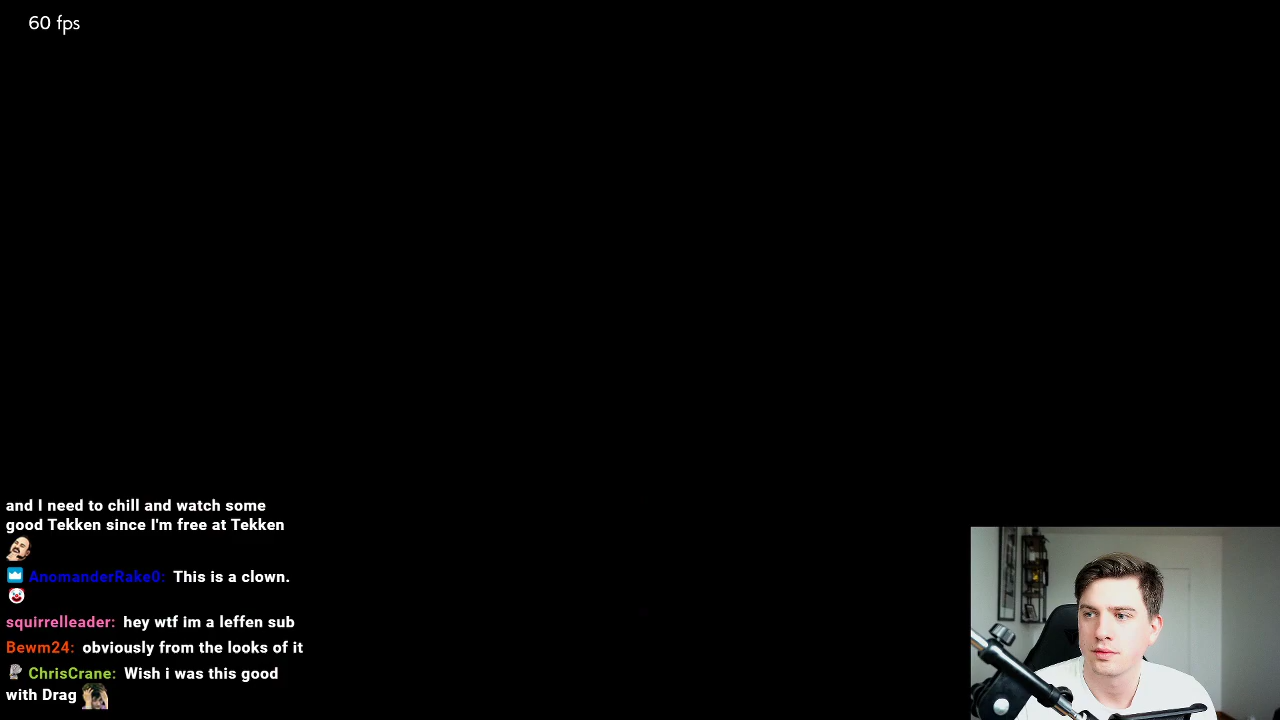 60 fps
and I need to chill and watch some
good Tekken since I'm free at Tekken
AnomanderRake0: This is a clown.
squirrelleader: hey wtf im a leffen sub
Bewm24: obviously from the looks of it
ChrisCrane: Wish i was this good
with Drag